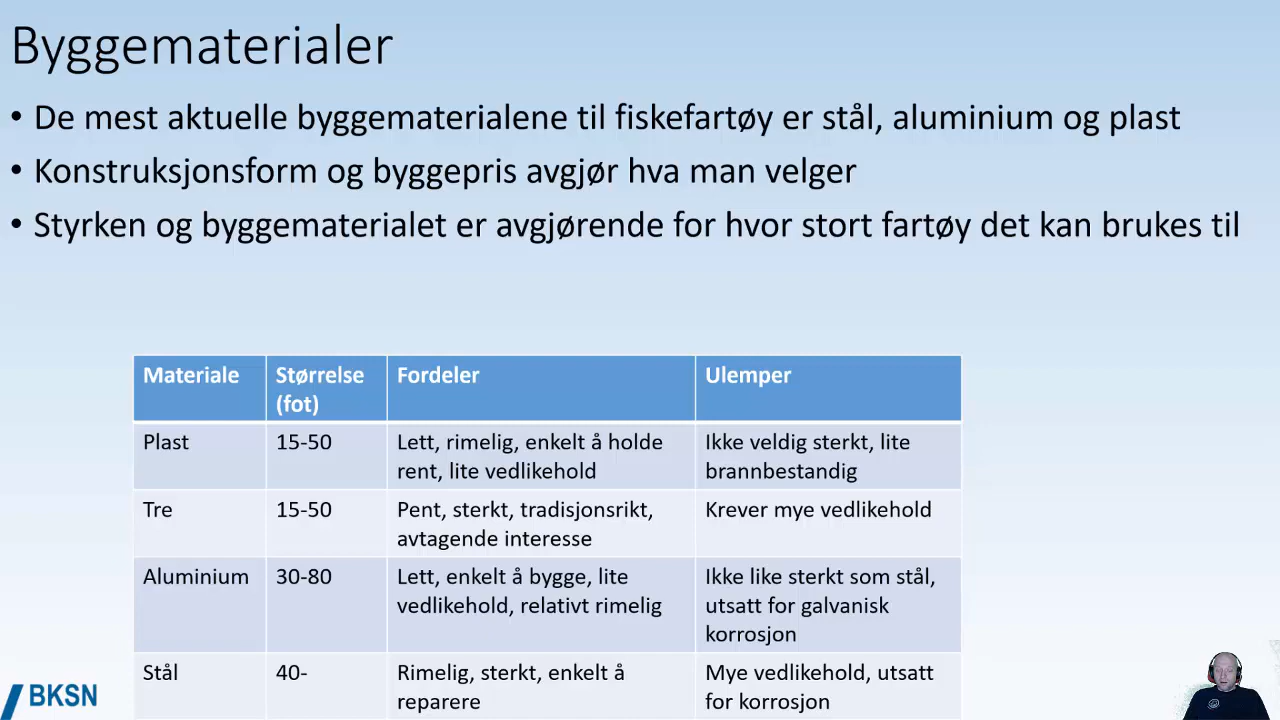 Byggematerialer
• De mest aktuelle byggematerialene til fiskefartøy er stål, aluminium og plast
• Konstruksjonsform og byggepris avgjør hva man velger
• Styrken og byggematerialet er avgjørende for hvor stort fartøy det kan brukes til
Materiale Størrelse (fot) Fordeler Ulemper
Plast 15-50 Lett, rimelig, enkelt å holde rent, lite vedlikehold Ikke veldig sterkt, lite brannbestandig
Tre 15-50 Pent, sterkt, tradisjonsrikt, avtagende interesse Krever mye vedlikehold
Aluminium 30-80 Lett, enkelt å bygge, lite vedlikehold, relativt rimelig Ikke like sterkt som stål, utsatt for galvanisk korrosjon
Stål 40- Rimelig, sterkt, enkelt å reparere Mye vedlikehold, utsatt for korrosjon
BKSN